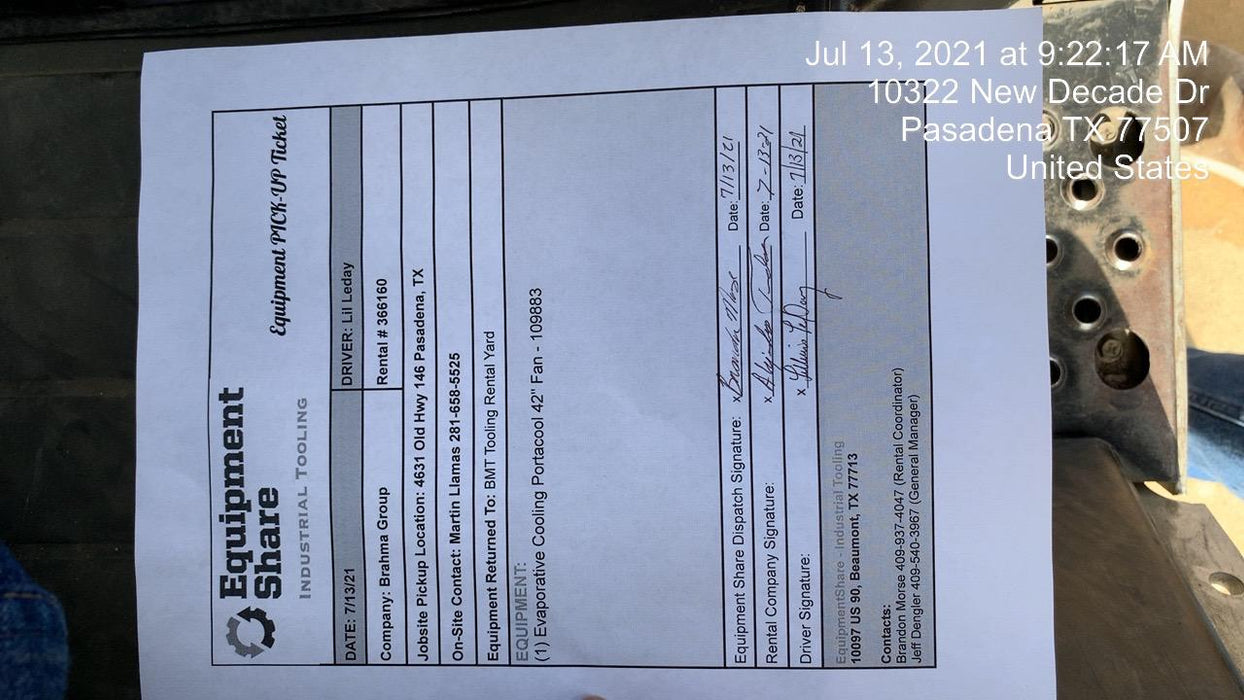 Jul 13, 2021 at 9:22:17 AM
10322 New Decade Dr
Pasadena TX 77507
United States
Equipment
Share
INDUSTRIAL TOOLING
Equipment PICK-UP Ticket
DATE: 7/13/21 DRIVER: Lil Leday
Company: Brahma Group Rental # 366160
Jobsite Pickup Location: 4631 Old Hwy 146 Pasadena, TX
On-Site Contact: Martin Llamas 281-658-5525
Equipment Returned To: BMT Tooling Rental Yard
EQUIPMENT:
(1) Evaporative Cooling Portacool 42" Fan - 109883
Equipment Share Dispatch Signature: x Brandon Morse Date: 7/13/21
Rental Company Signature: x Date: 7-13-21
Driver Signature: x Date: 7/13/21
EquipmentShare - Industrial Tooling
10097 US 90, Beaumont, TX 77713
Contacts:
Brandon Morse 409-937-4047 (Rental Coordinator)
Jeff Dengler 409-540-3967 (General Manager)